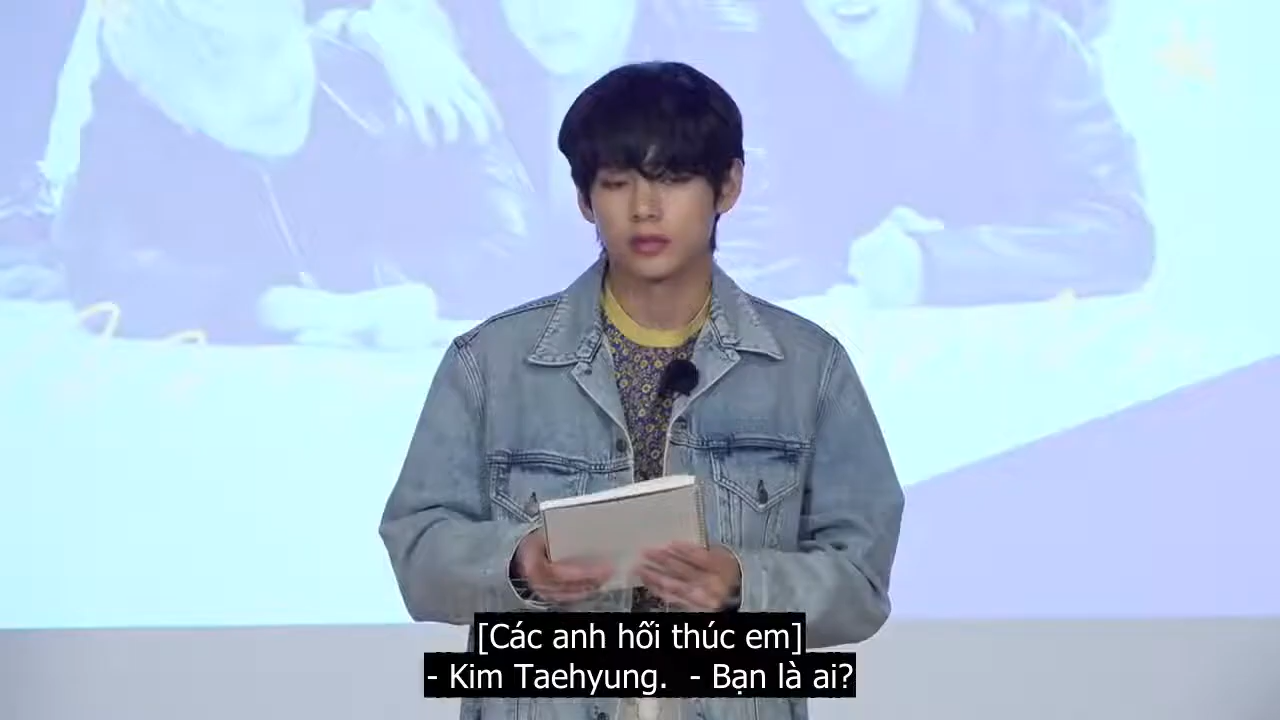 [Các anh hối thúc em]
- Kim Taehyung.  - Bạn là ai?